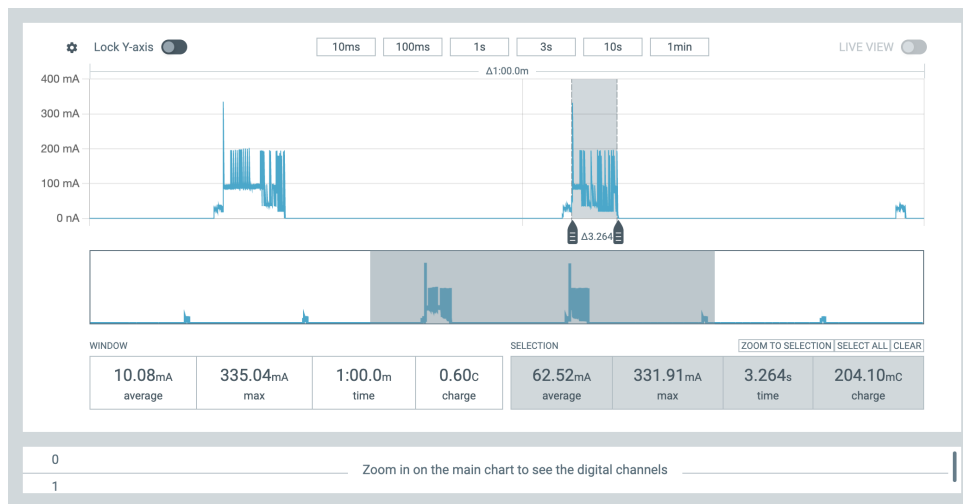 Lock Y-axis 10ms 100ms 1s 3s 10s 1min LIVE VIEW
Δ1:00.0m
400 mA
300 mA
200 mA
100 mA
0 nA
Δ3.264
WINDOW SELECTION ZOOM TO SELECTION SELECT ALL CLEAR
10.08mA 335.04mA 1:00.0m 0.60C 62.52mA 331.91mA 3.264s 204.10mC
average max time charge average max time charge
0
Zoom in on the main chart to see the digital channels
1